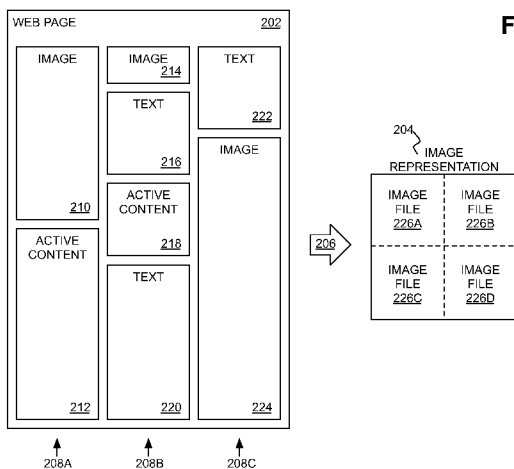 WEB PAGE 202
F
IMAGE
210
ACTIVE
CONTENT
212
IMAGE
214
TEXT
216
ACTIVE
CONTENT
218
TEXT
220
TEXT
222
IMAGE
224
208A
208B
208C
206
204
IMAGE
REPRESENTATION
IMAGE
FILE
226A
IMAGE
FILE
226B
IMAGE
FILE
226C
IMAGE
FILE
226D